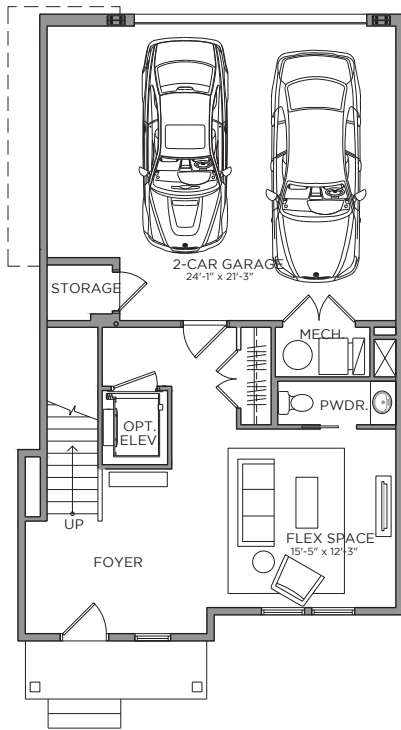 2-CAR GARAGE
24'-1" x 21'-3"
STORAGE
MECH.
PWDR.
OPT.
ELEV.
UP
FLEX SPACE
15'-5" x 12'-3"
FOYER